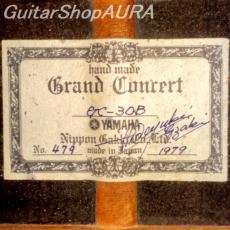 GuitarShopAURA
hand made
Grand Concert
GC-30B
YAMAHA
Nippon Gakki Co., Ltd.
No. 479 made in Japan 1979